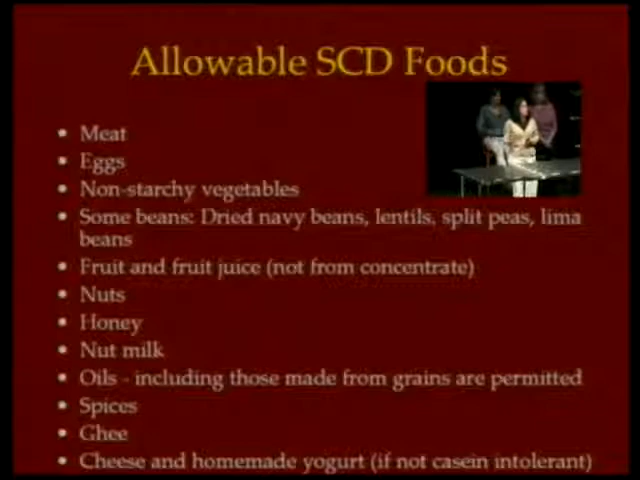 Allowable SCD Foods
• Meat
• Eggs
• Non-starchy vegetables
• Some beans: Dried navy beans, lentils, split peas, lima
beans
• Fruit and fruit juice (not from concentrate)
• Nuts
• Honey
• Nut milk
• Oils - including those made from grains are permitted
• Spices
• Ghee
• Cheese and homemade yogurt (if not casein intolerant)